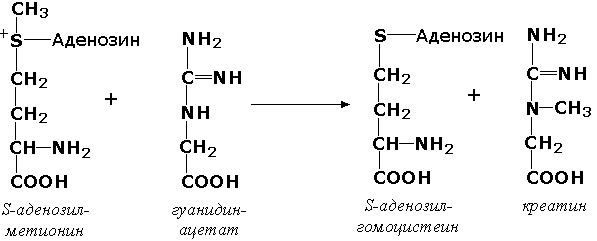 CH3
+S—Аденозин
CH2
CH2
CH—NH2
COOH
S-аденозил-
метионин
+
NH2
C=NH
NH
CH2
COOH
гуанидин-
ацетат
S—Аденозин
CH2
CH2
CH—NH2
COOH
S-аденозил-
гомоцистеин
+
NH2
C=NH
N—CH3
CH2
COOH
креатин